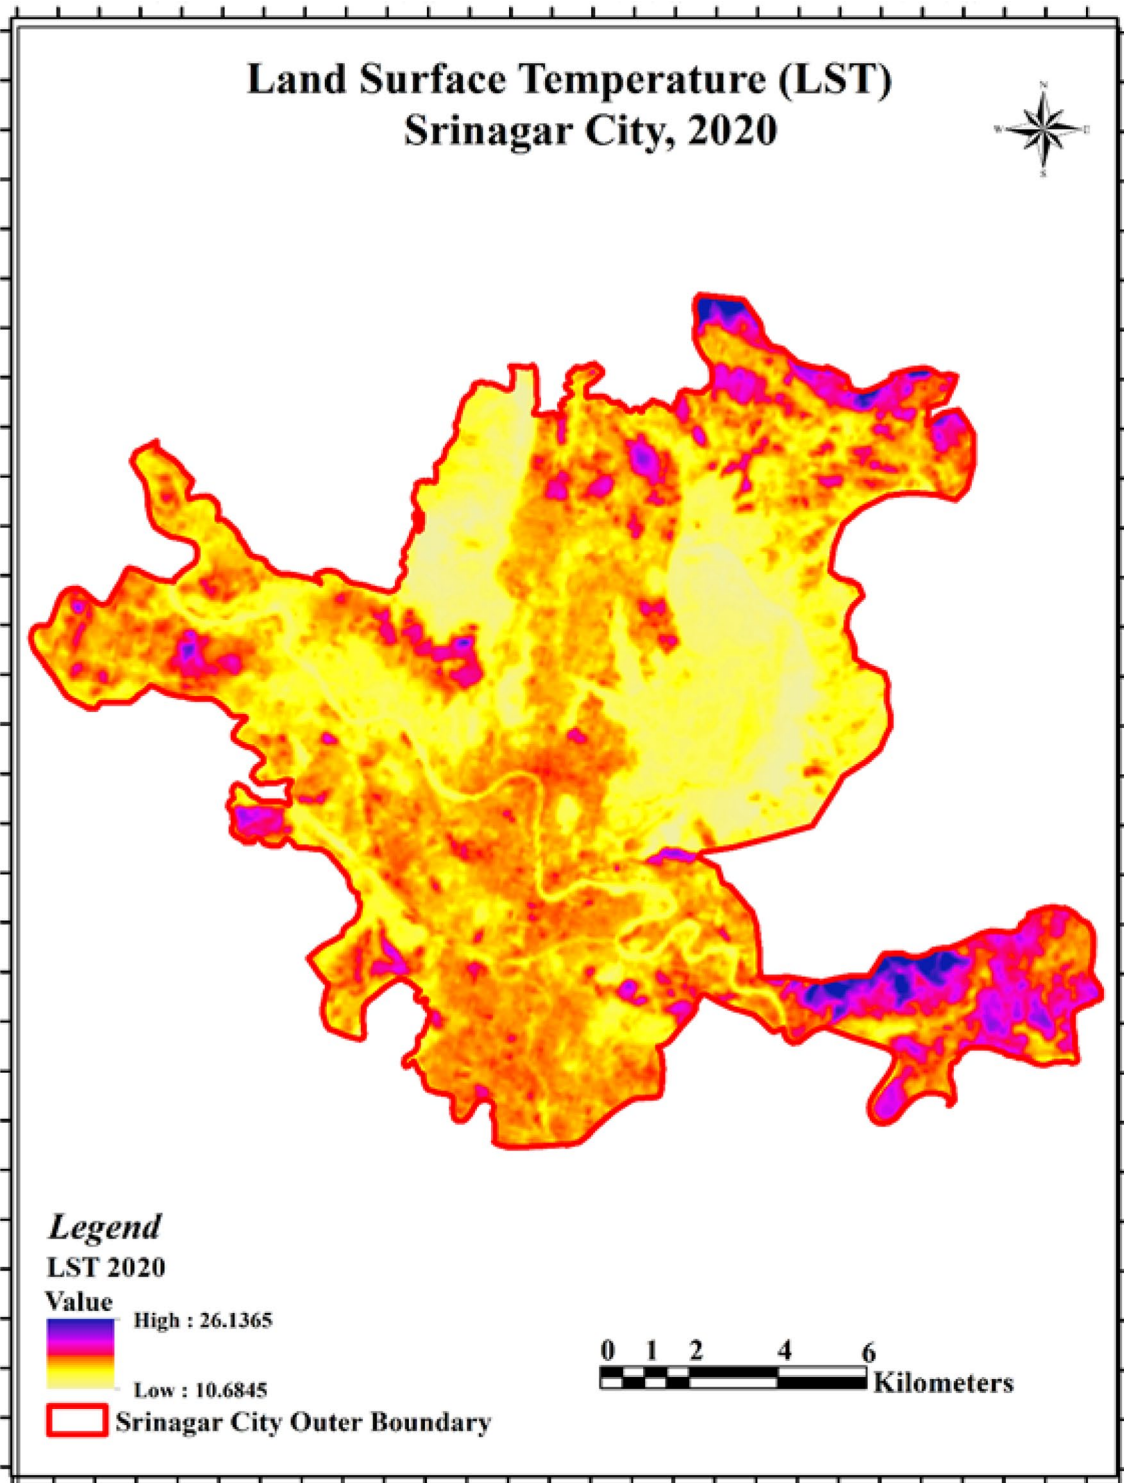 Land Surface Temperature (LST)
Srinagar City, 2020
N
W
E
S
Legend
LST 2020
Value
High : 26.1365
Low : 10.6845
Srinagar City Outer Boundary
0 1 2 4 6
Kilometers